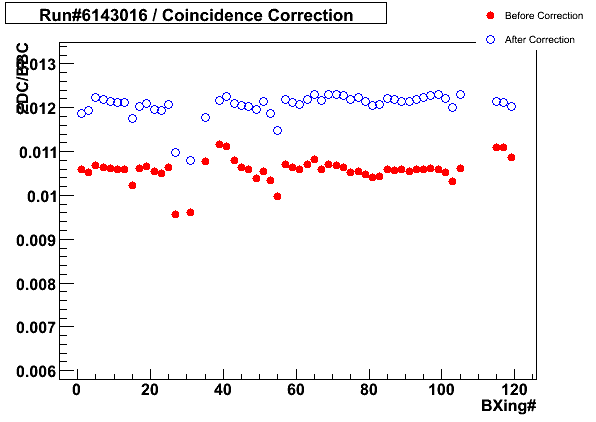 Run#6143016 / Coincidence Correction
Before Correction
After Correction
ZDC/BBC
0.013
0.012
0.011
0.01
0.009
0.008
0.007
0.006
0 20 40 60 80 100 120
BXing#